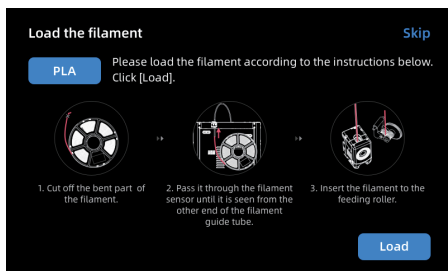 Load the filament
Skip
PLA
Please load the filament according to the instructions below.
Click [Load].
1. Cut off the bent part of
the filament.
2. Pass it through the filament
sensor until it is seen from the
other end of the filament
guide tube.
3. Insert the filament to the
feeding roller.
Load